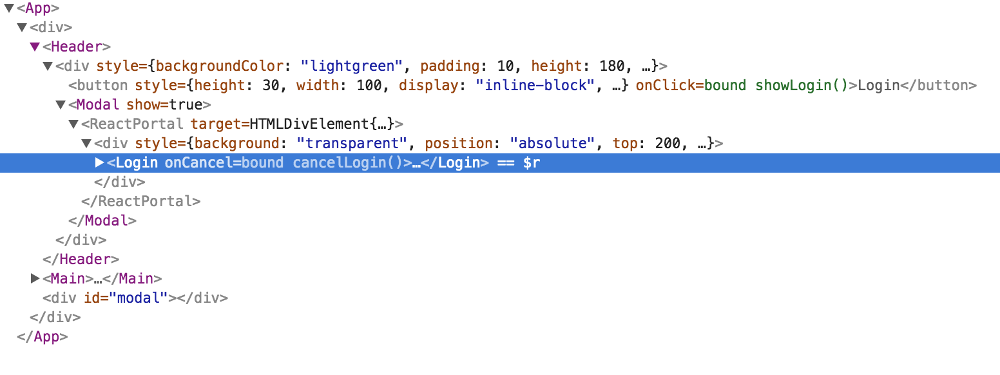 <App>
<div>
<Header>
<div style={backgroundColor: "lightgreen", padding: 10, height: 180, …}>
<button style={height: 30, width: 100, display: "inline-block", …} onClick=bound showLogin()>Login</button>
<Modal show=true>
<ReactPortal target=HTMLDivElement{…}>
<div style={background: "transparent", position: "absolute", top: 200, …}>
<Login onCancel=bound cancelLogin()>…</Login> == $r
</div>
</ReactPortal>
</Modal>
</div>
</Header>
<Main>…</Main>
<div id="modal"></div>
</div>
</App>